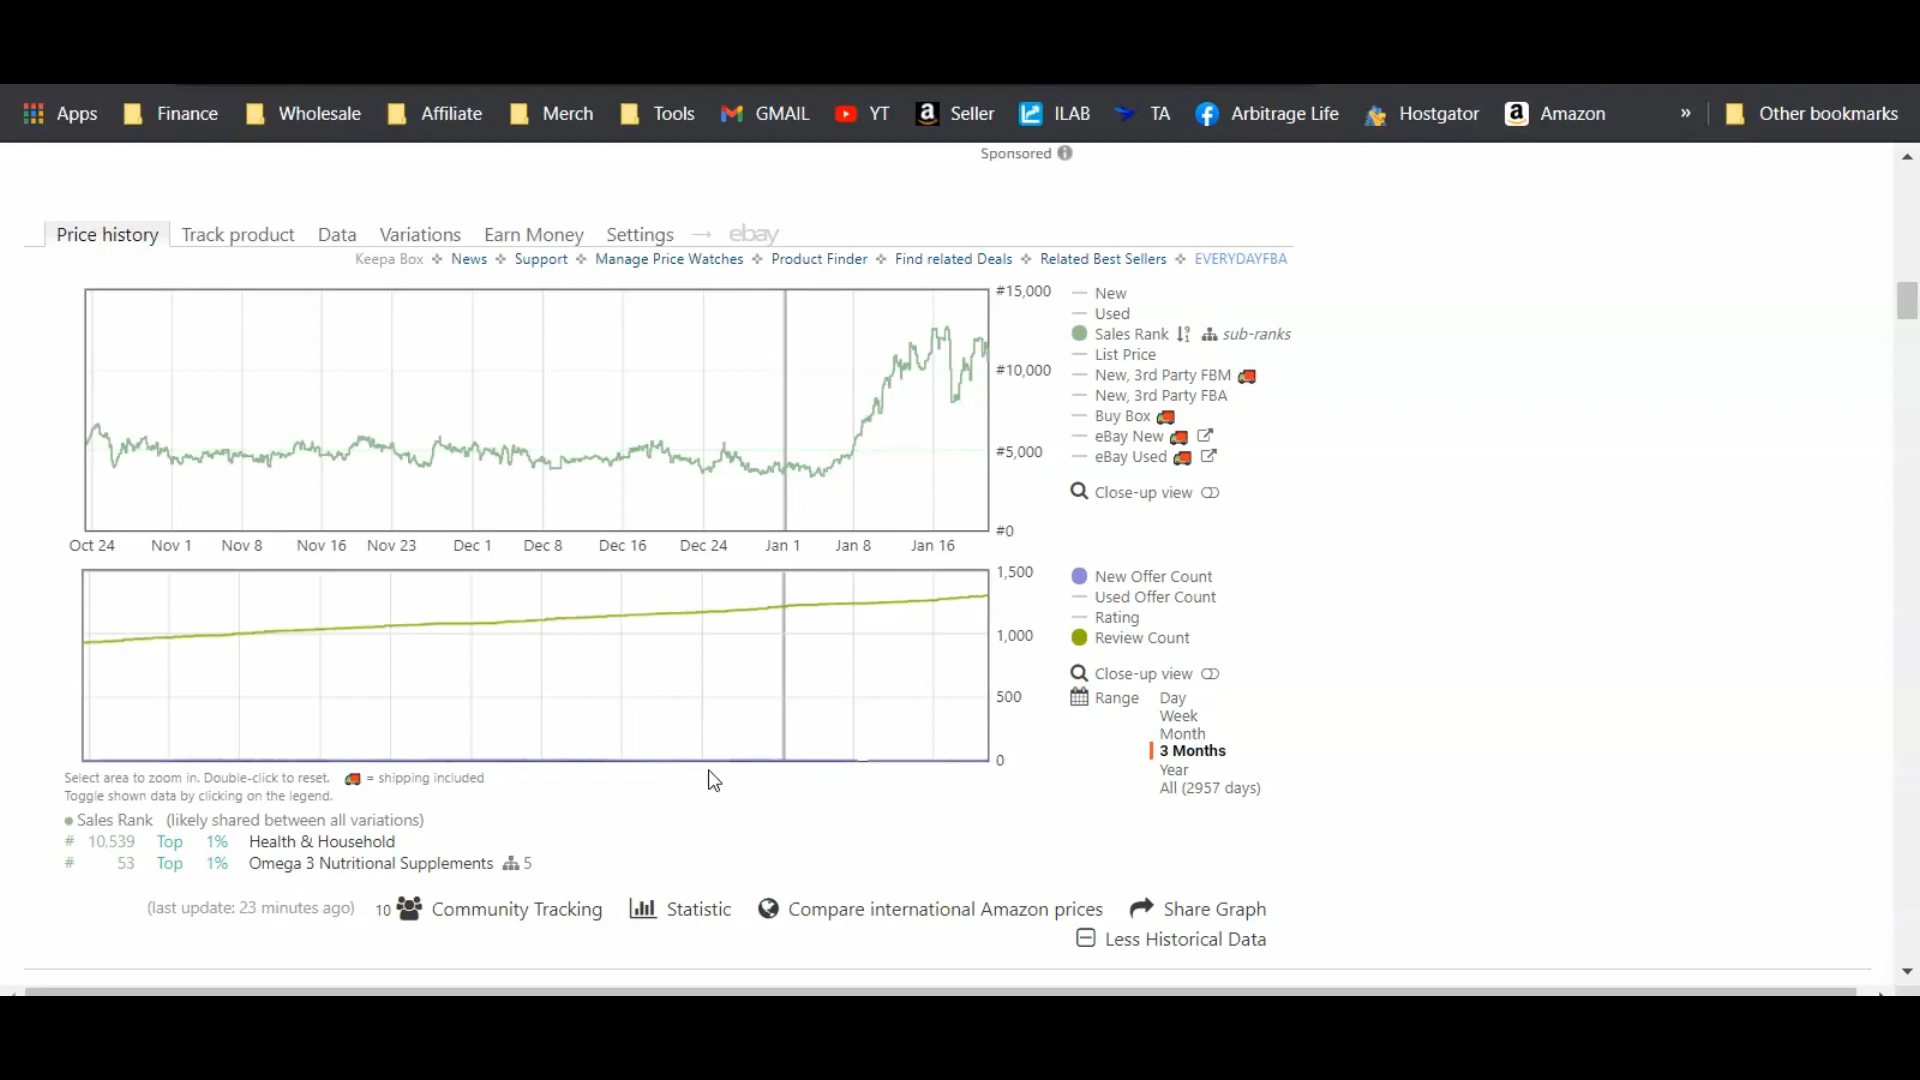 Apps Finance Wholesale Affiliate Merch Tools GMAIL YT Seller ILAB TA Arbitrage Life Hostgator Amazon » Other bookmarks
Sponsored
Price history Track product Data Variations Earn Money Settings → ebay
Keepa Box News Support Manage Price Watches Product Finder Find related Deals Related Best Sellers EVERYDAYFBA
#15,000
#10,000
#5,000
#0
Oct 24 Nov 1 Nov 8 Nov 16 Nov 23 Dec 1 Dec 8 Dec 16 Dec 24 Jan 1 Jan 8 Jan 16
New
Used
Sales Rank sub-ranks
List Price
New, 3rd Party FBM
New, 3rd Party FBA
Buy Box
eBay New
eBay Used
Close-up view
1,500
1,000
500
0
New Offer Count
Used Offer Count
Rating
Review Count
Close-up view
Range Day
Week
Month
3 Months
Year
All (2957 days)
Select area to zoom in. Double-click to reset. = shipping included
Toggle shown data by clicking on the legend.
Sales Rank (likely shared between all variations)
# 10,539 Top 1% Health & Household
# 53 Top 1% Omega 3 Nutritional Supplements 5
(last update: 23 minutes ago) 10 Community Tracking Statistic Compare international Amazon prices Share Graph
Less Historical Data